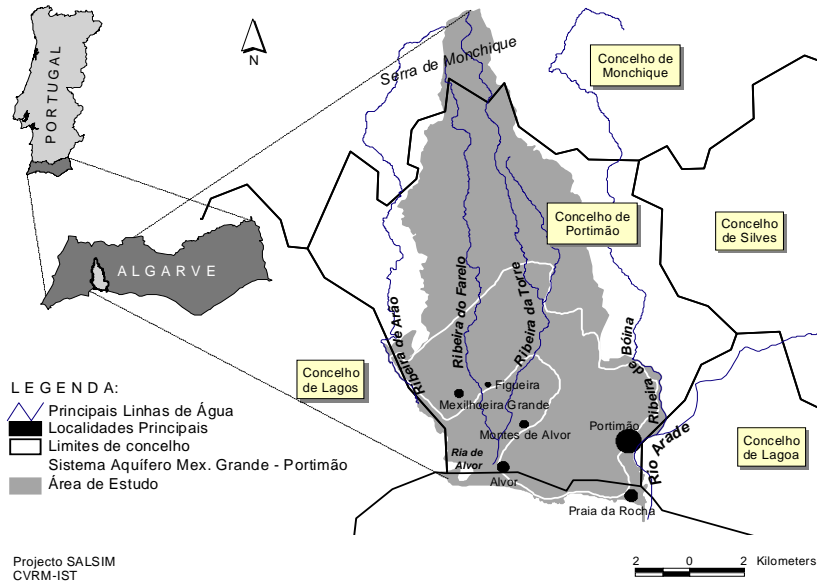 PORTUGAL
N
Serra de Monchique
Concelho de
Monchique
Concelho de
Portimão
Concelho
de Silves
ALGARVE
Ribeira de Arão
Ribeira do Farelo
Ribeira da Torre
Ribeira de Bóina
Concelho
de Lagos
Figueira
Mexilhoeira Grande
Montes de Alvor
Portimão
Rio Arade
Concelho
de Lagoa
Ria de
Alvor
Alvor
Praia da Rocha
LEGENDA:
Principais Linhas de Água
Localidades Principais
Limites de concelho
Sistema Aquífero Mex. Grande - Portimão
Área de Estudo
Projecto SALSIM
CVRM-IST
2 0 2 Kilometers